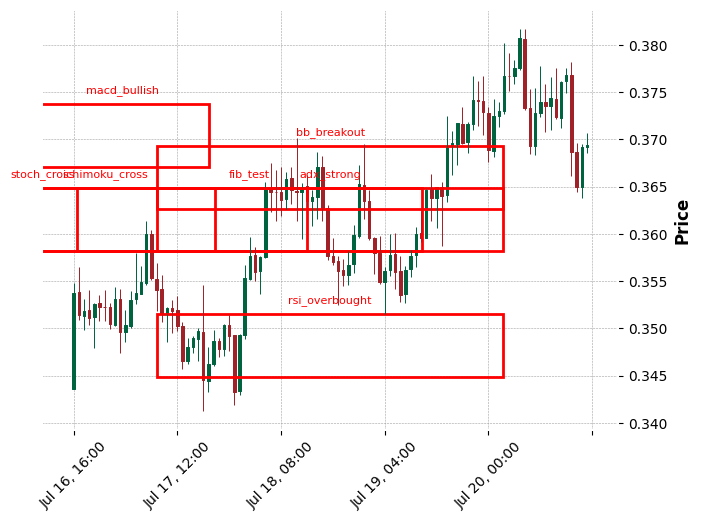 macd_bullish
bb_breakout
stoch_cross
ichimoku_cross
fib_test
adx_strong
rsi_overbought
0.380
0.375
0.370
0.365
0.360
0.355
0.350
0.345
0.340
Price
Jul 16, 16:00
Jul 17, 12:00
Jul 18, 08:00
Jul 19, 04:00
Jul 20, 00:00